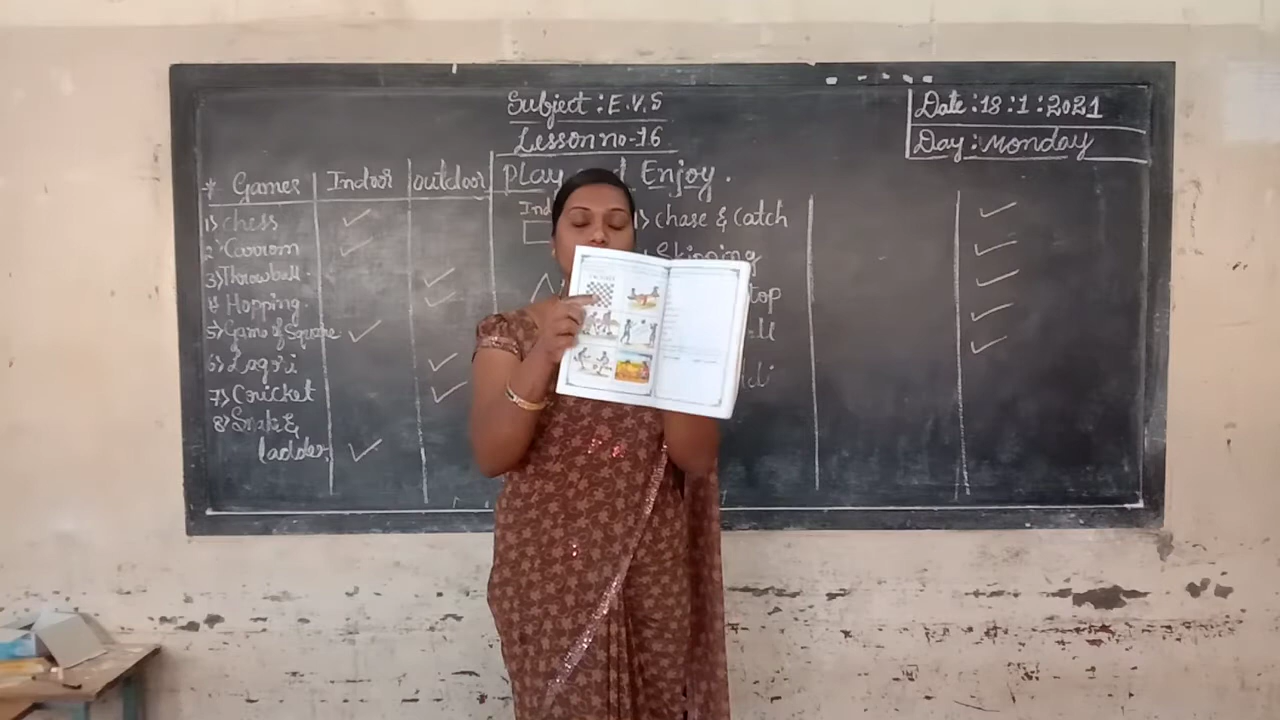 Subject : E.V.S
Lesson no-16
Date : 18 : 1 : 2021
Day : Monday
Play Enjoy .
* Games Indoor outdoor
1) chess ✓
2) Carrom ✓
3) Throwball. ✓
4 Hopping. ✓
5) Game of Square ✓
6) Lagori ✓
7) Cricket ✓
8) Snake &
ladder, ✓
1) chase & Catch ✓
Skipping ✓
✓
✓
✓